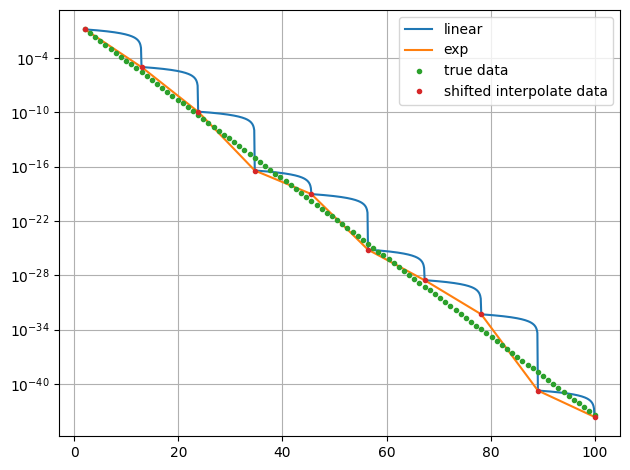 linear
exp
true data
shifted interpolate data
10⁻⁴
10⁻¹⁰
10⁻¹⁶
10⁻²²
10⁻²⁸
10⁻³⁴
10⁻⁴⁰
0 20 40 60 80 100